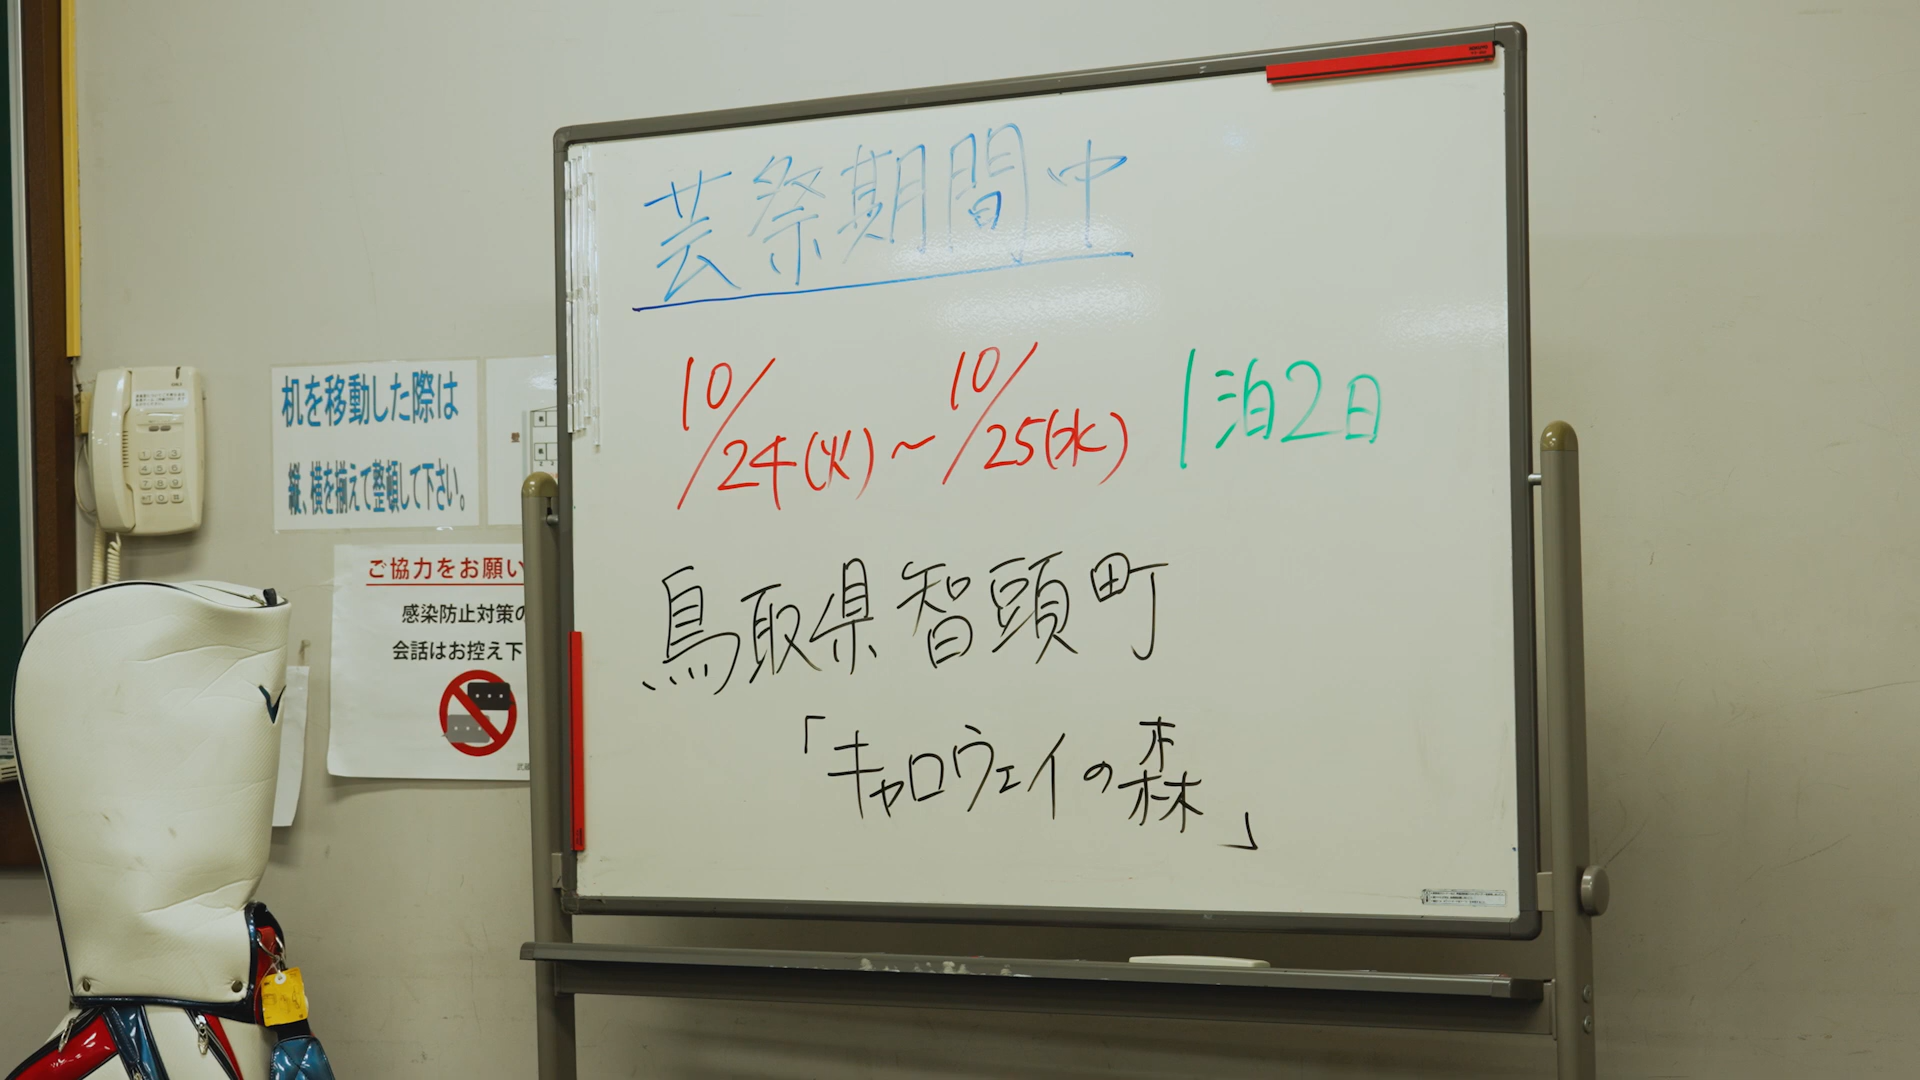 芸祭期間中
10/24(火)～10/25(水) 1泊2日
鳥取県智頭町
「キャロウェイの森」
机を移動した際は
縦、横を揃えて整頓して下さい。
ご協力をお願い
感染防止対策の
会話はお控え下